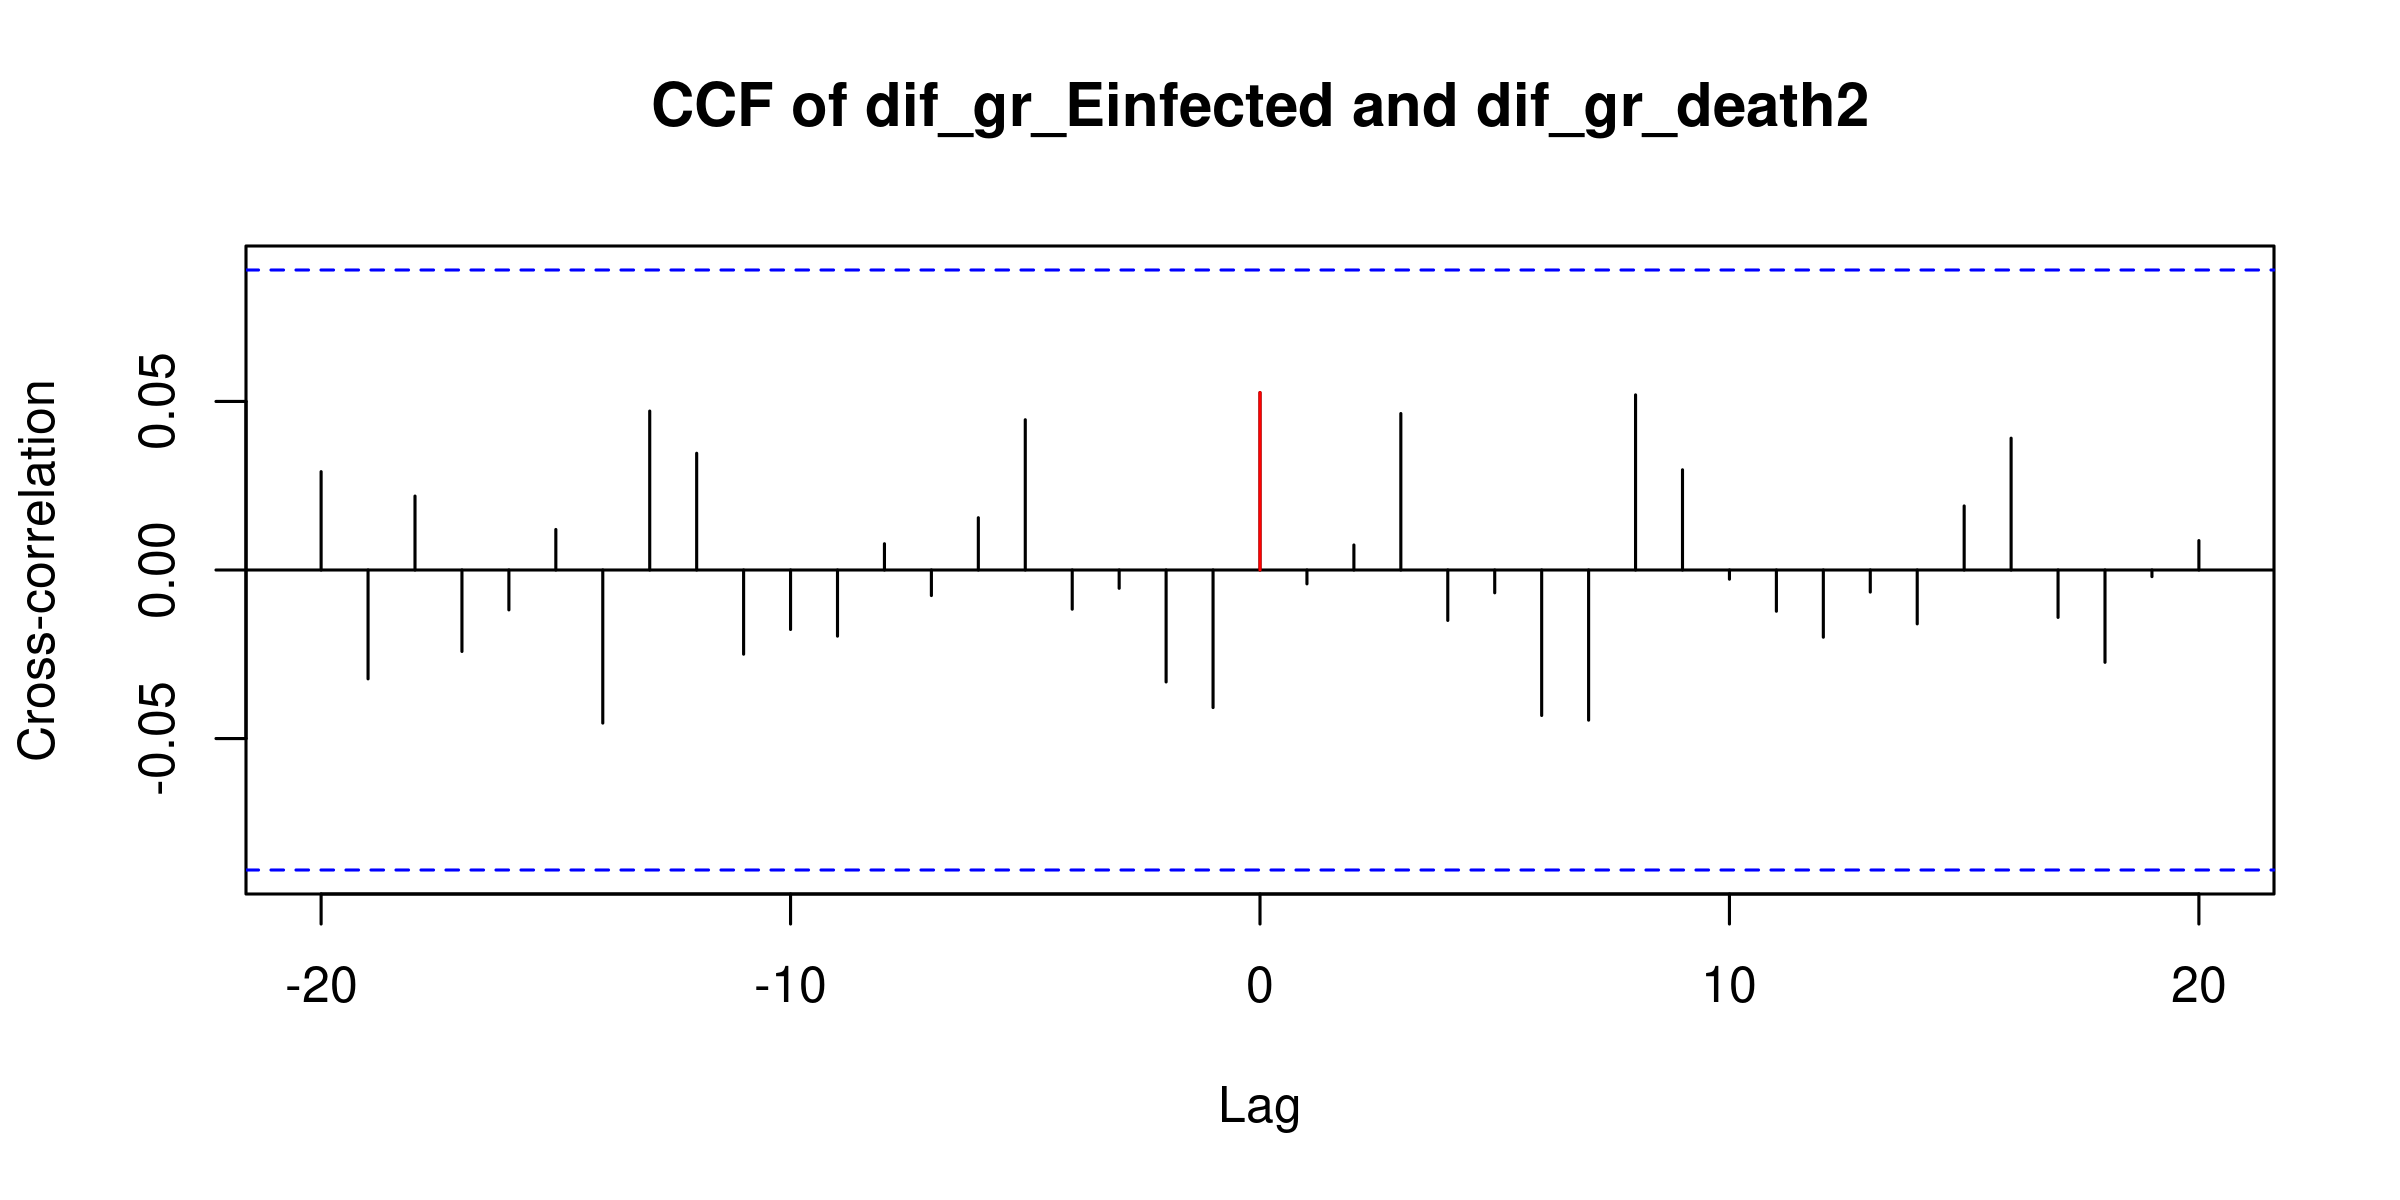 CCF of dif_gr_Einfected and dif_gr_death2
Cross-correlation
0.05
0.00
-0.05
-20
-10
0
10
20
Lag